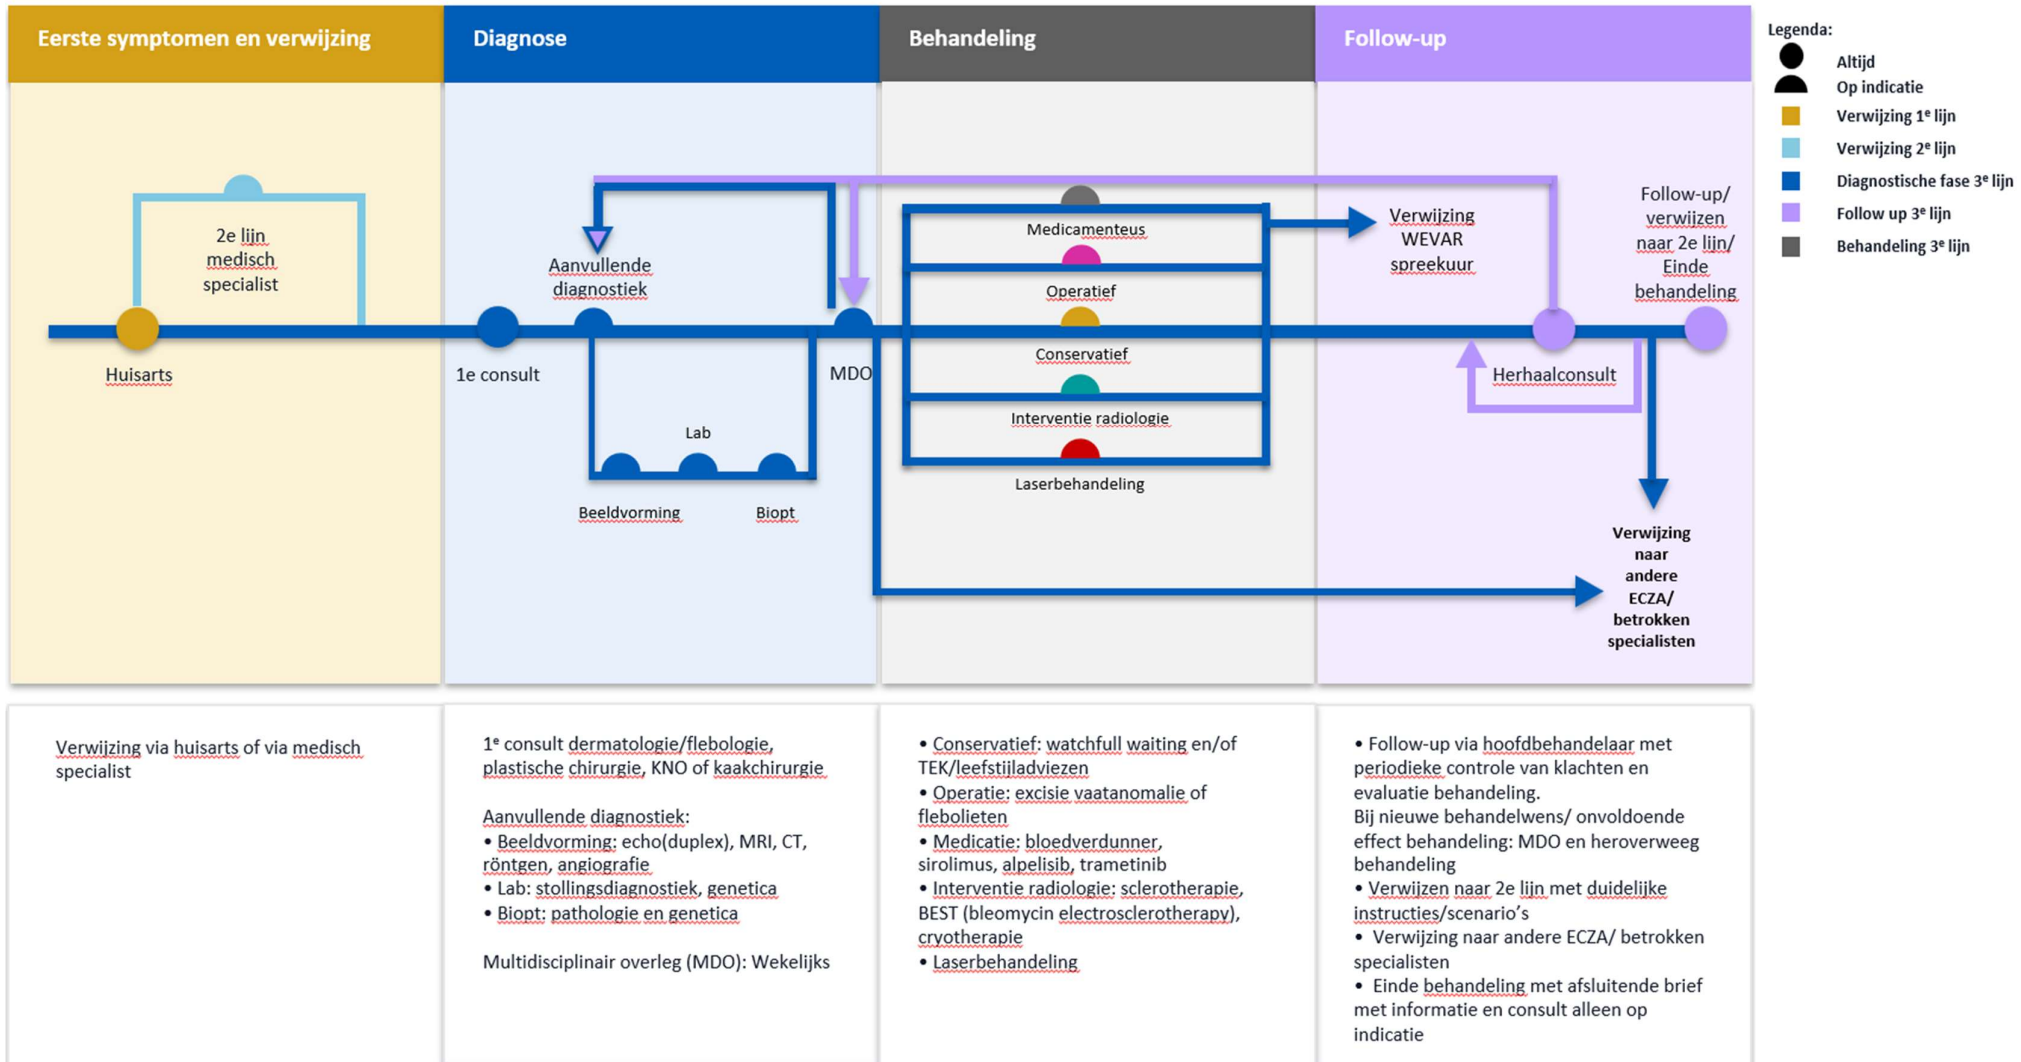 Eerste symptomen en verwijzing
Diagnose
Behandeling
Follow-up
Legenda:
Altijd
Op indicatie
Verwijzing 1e lijn
Verwijzing 2e lijn
Diagnostische fase 3e lijn
Follow up 3e lijn
Behandeling 3e lijn
2e lijn
medisch
specialist
Huisarts
Aanvullende
diagnostiek
1e consult
MDO
Lab
Beeldvorming
Biopt
Medicamenteus
Operatief
Conservatief
Interventie radiologie
Laserbehandeling
Verwijzing
WEVAR
spreekuur
Follow-up/
verwijzen
naar 2e lijn/
Einde
behandeling
Herhaalconsult
Verwijzing
naar
andere
ECZA/
betrokken
specialisten
Verwijzing via huisarts of via medisch
specialist
1e consult dermatologie/flebologie,
plastische chirurgie, KNO of kaakchirurgie
Aanvullende diagnostiek:
• Beeldvorming: echo(duplex), MRI, CT,
röntgen, angiografie
• Lab: stollingsdiagnostiek, genetica
• Biopt: pathologie en genetica
Multidisciplinair overleg (MDO): Wekelijks
• Conservatief: watchfull waiting en/of
TEK/leefstijladviezen
• Operatie: excisie vaatanomalie of
flebolieten
• Medicatie: bloedverdunner,
sirolimus, alpelisib, trametinib
• Interventie radiologie: sclerotherapie,
BEST (bleomycin electrosclerotherapy),
cryotherapie
• Laserbehandeling
• Follow-up via hoofdbehandelaar met
periodieke controle van klachten en
evaluatie behandeling.
Bij nieuwe behandelwens/ onvoldoende
effect behandeling: MDO en heroverweeg
behandeling
• Verwijzen naar 2e lijn met duidelijke
instructies/scenario's
• Verwijzing naar andere ECZA/ betrokken
specialisten
• Einde behandeling met afsluitende brief
met informatie en consult alleen op
indicatie